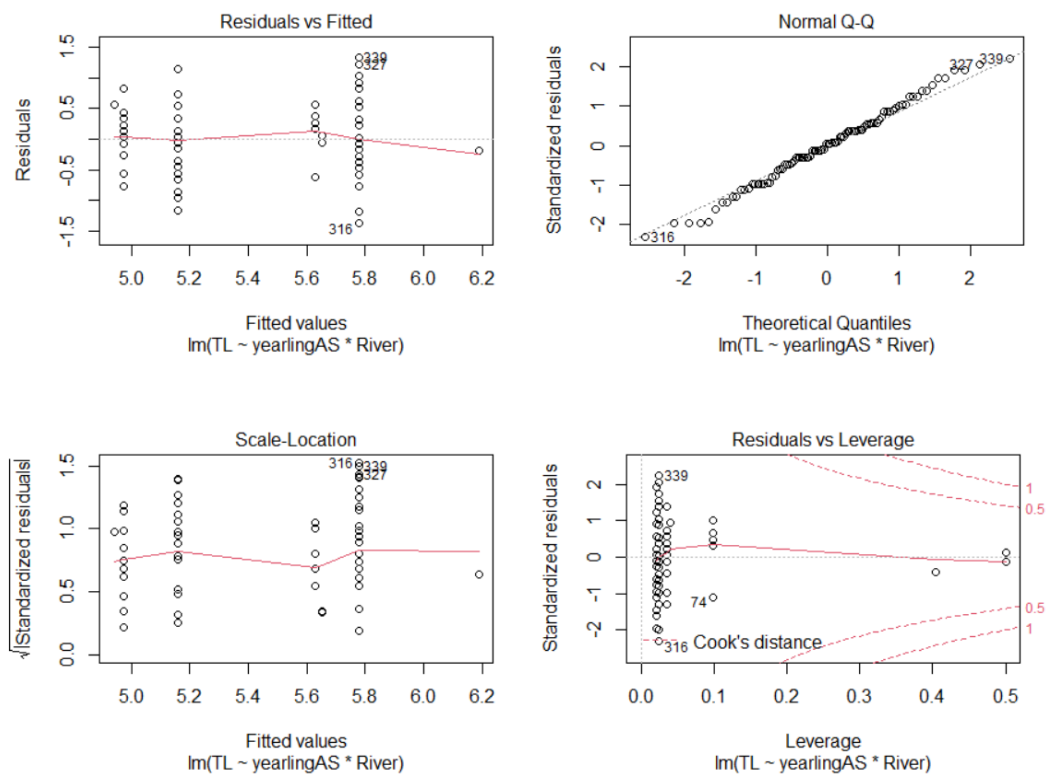 Residuals vs Fitted
Residuals
1.5
0.5
-0.5
-1.5
339
327
316
5.0 5.2 5.4 5.6 5.8 6.0 6.2
Fitted values
lm(TL ~ yearlingAS * River)
Normal Q-Q
Standardized residuals
2
1
0
-1
-2
327 339
316
-2 -1 0 1 2
Theoretical Quantiles
lm(TL ~ yearlingAS * River)
Scale-Location
√|Standardized residuals|
1.5
1.0
0.5
0.0
316 339
327
5.0 5.2 5.4 5.6 5.8 6.0 6.2
Fitted values
lm(TL ~ yearlingAS * River)
Residuals vs Leverage
Standardized residuals
2
1
0
-1
-2
339
74
316
Cook's distance
1
0.5
0.5
1
0.0 0.1 0.2 0.3 0.4 0.5
Leverage
lm(TL ~ yearlingAS * River)